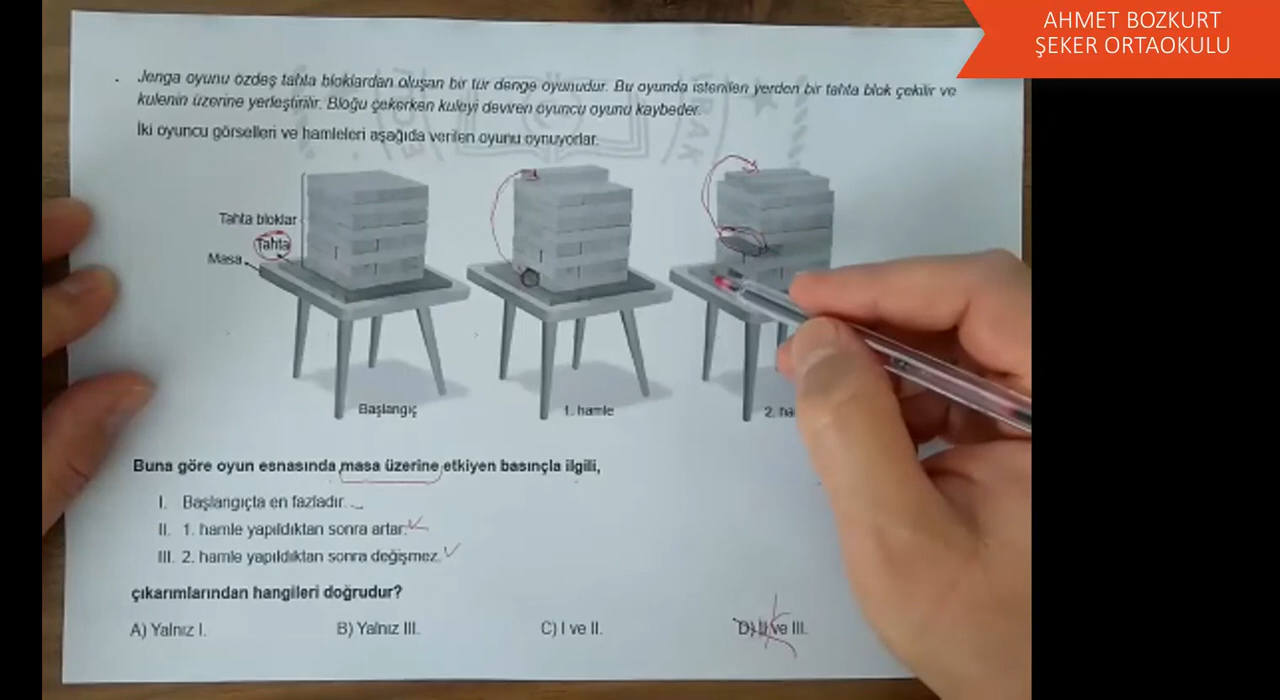 AHMET BOZKURT
ŞEKER ORTAOKULU
Jenga oyunu özdeş tahta bloklardan oluşan bir tür denge oyunudur. Bu oyunda istenilen yerden bir tahta blok çekilir ve
kulenin üzerine yerleştirilir. Bloğu çekerken kuleyi deviren oyuncu oyunu kaybeder.
İki oyuncu görselleri ve hamleleri aşağıda verilen oyunu oynuyorlar.
Tahta bloklar
Tahta
Masa
Başlangıç
1. hamle
2.
Buna göre oyun esnasında masa üzerine etkiyen basınçla ilgili,
I. Başlangıçta en fazladır.
II. 1. hamle yapıldıktan sonra artar.
III. 2. hamle yapıldıktan sonra değişmez.
çıkarımlarından hangileri doğrudur?
A) Yalnız I.
B) Yalnız III.
C) I ve II.
D) II ve III.